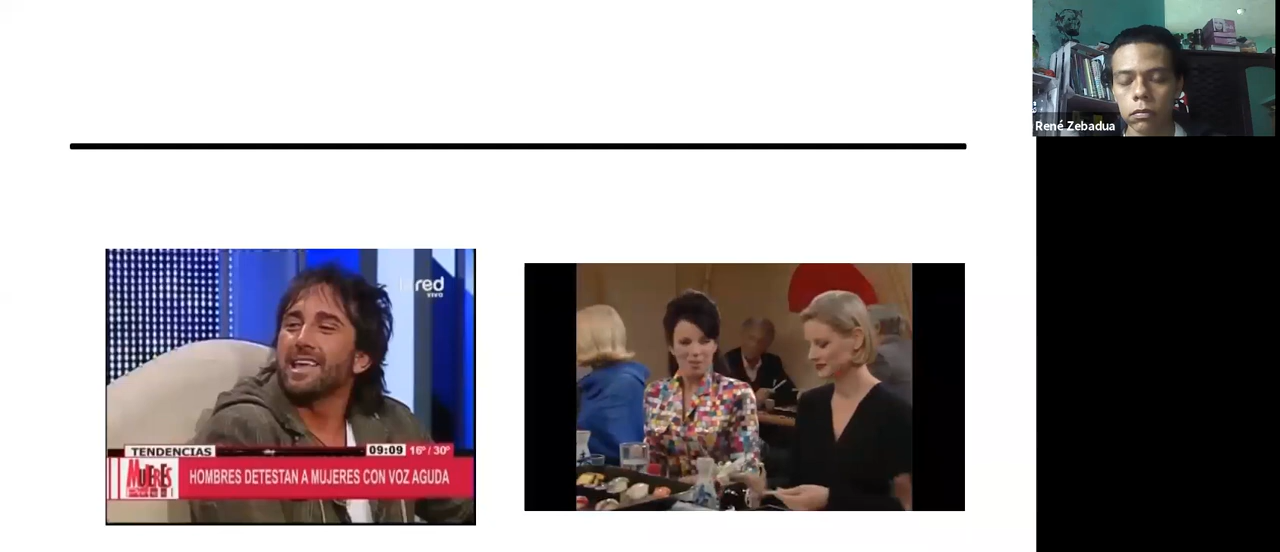 red
VIVO
TENDENCIAS
09:09 16° / 30°
MUJERES
HOMBRES DETESTAN A MUJERES CON VOZ AGUDA
René Zebadua